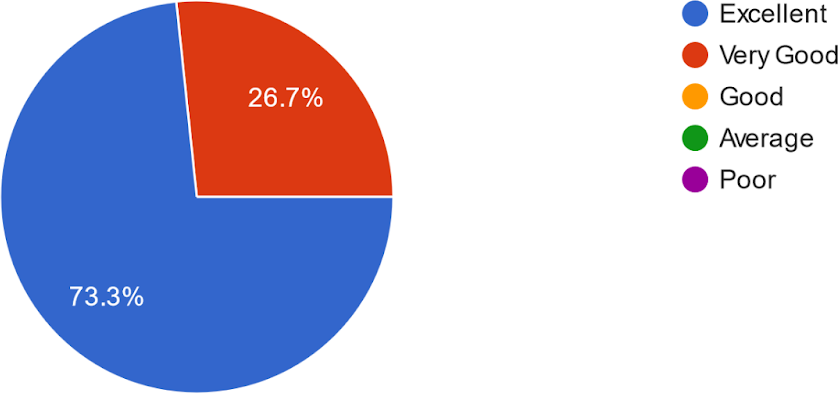 26.7%
73.3%
Excellent
Very Good
Good
Average
Poor